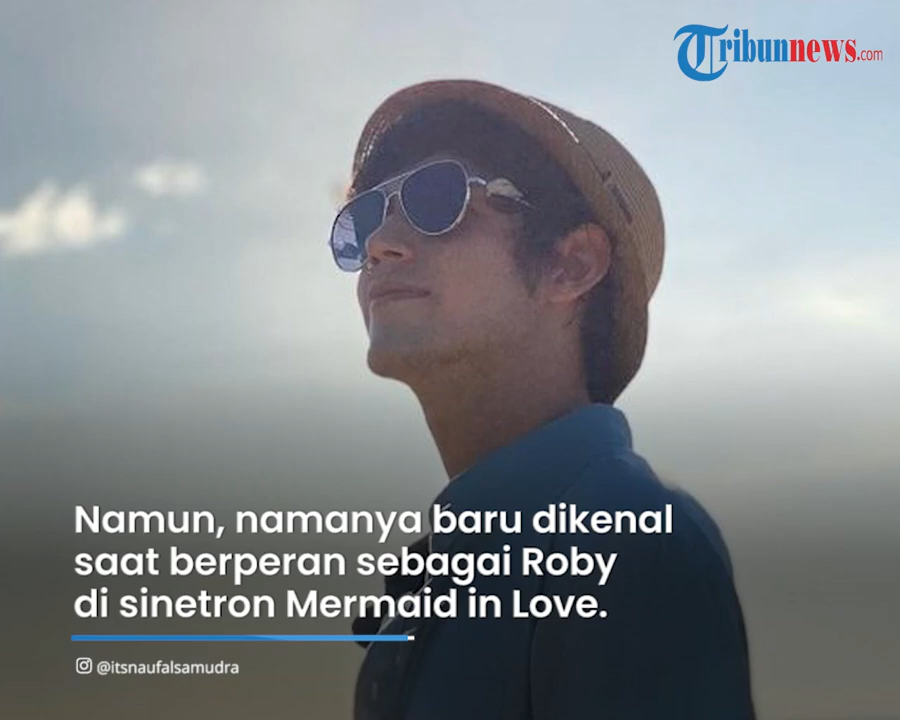 Tribunnews.com
Namun, namanya baru dikenal
saat berperan sebagai Roby
di sinetron Mermaid in Love.
@itsnaufalsamudra